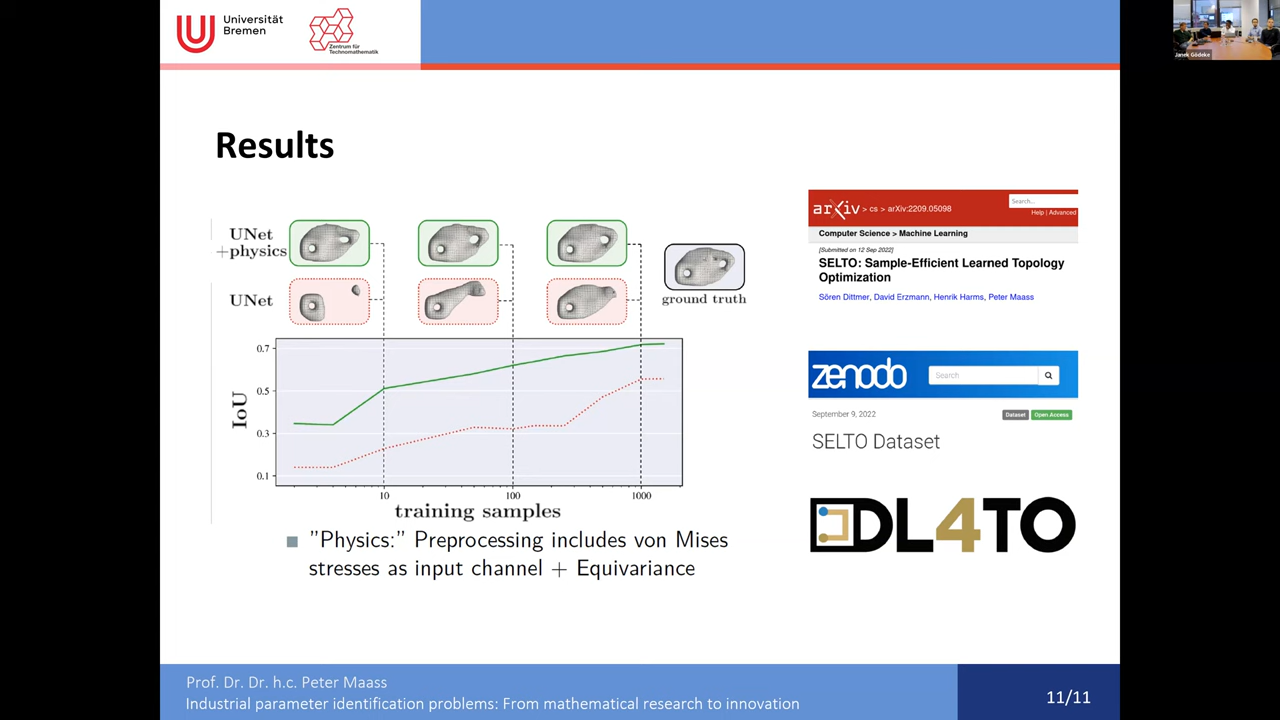 Universität
Bremen
Zentrum für
Technomathematik
Janek Gödeke
Results
UNet
+physics
UNet
ground truth
0.7
0.5
0.3
0.1
IoU
10
100
1000
training samples
"Physics:" Preprocessing includes von Mises
stresses as input channel + Equivariance
arXiv > cs > arXiv:2209.05098
Search...
Help | Advanced
Computer Science > Machine Learning
[Submitted on 12 Sep 2022]
SELTO: Sample-Efficient Learned Topology
Optimization
Sören Dittmer, David Erzmann, Henrik Harms, Peter Maass
zenodo
Search
September 9, 2022
Dataset
Open Access
SELTO Dataset
DL4TO
Prof. Dr. Dr. h.c. Peter Maass
Industrial parameter identification problems: From mathematical research to innovation
11/11